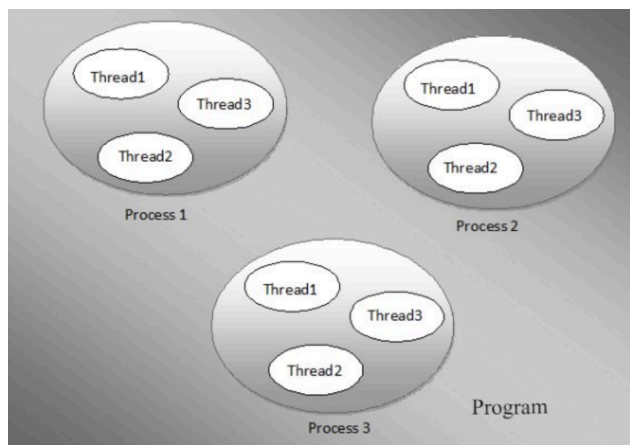 Thread1
Thread3
Thread2
Process 1
Thread1
Thread3
Thread2
Process 2
Thread1
Thread3
Thread2
Process 3
Program